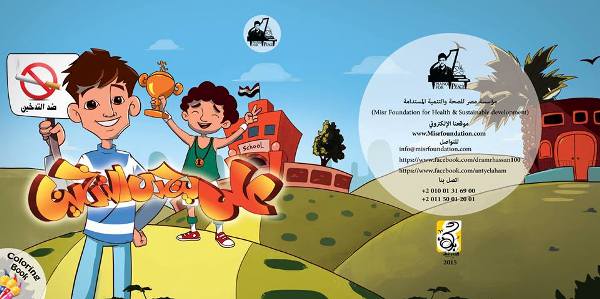 ضد التدخين
SCHOOL
Coloring
Book
مؤسسة مصر للصحة والتنمية المستدامة
(Misr Foundation for Health & Sustainable development)
موقعنا الإلكتروني
www.Misrfoundation.com
للتواصل
info@misrfoundation.com
https://www.facebook.com/dramrhassan100
https://www.facebook.com/antyelaham
اتصل بنا
+2 010 01 31 69 00
+2 011 50 01 20 01
2015